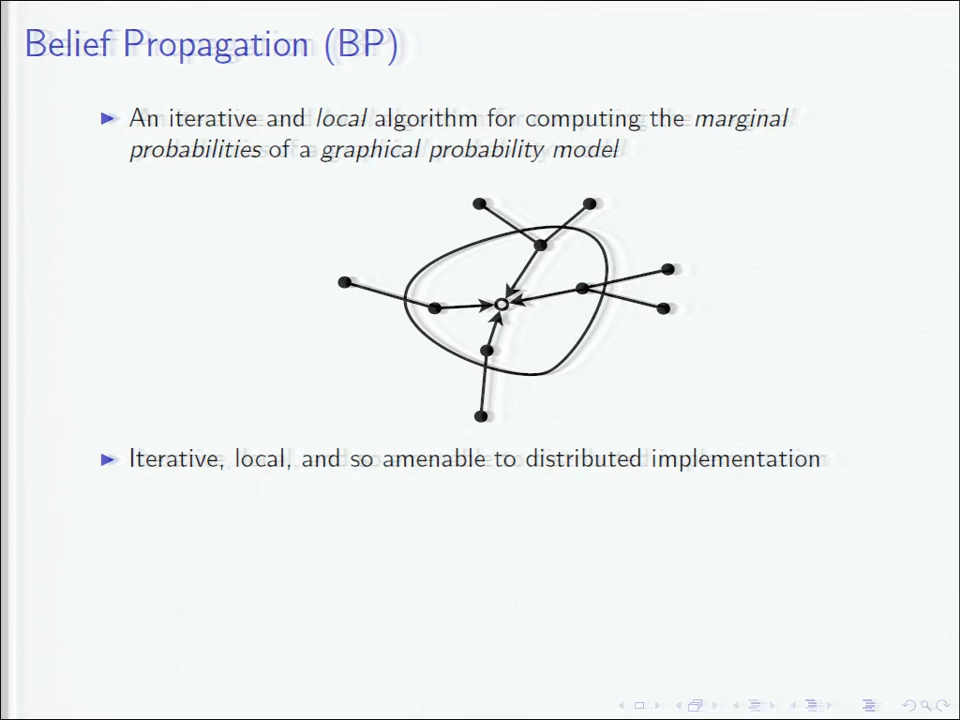 Belief Propagation (BP)
An iterative and local algorithm for computing the marginal
probabilities of a graphical probability model
Iterative, local, and so amenable to distributed implementation